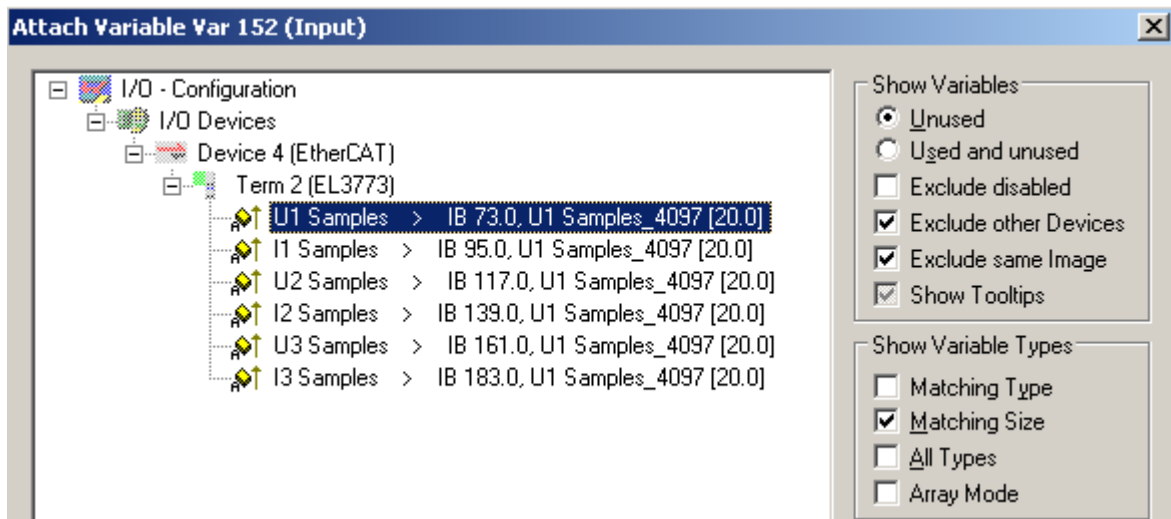 Attach Variable Var 152 (Input)
I/O - Configuration
I/O Devices
Device 4 (EtherCAT)
Term 2 (EL3773)
U1 Samples > IB 73.0, U1 Samples_4097 [20.0]
I1 Samples > IB 95.0, U1 Samples_4097 [20.0]
U2 Samples > IB 117.0, U1 Samples_4097 [20.0]
I2 Samples > IB 139.0, U1 Samples_4097 [20.0]
U3 Samples > IB 161.0, U1 Samples_4097 [20.0]
I3 Samples > IB 183.0, U1 Samples_4097 [20.0]
Show Variables
Unused
Used and unused
Exclude disabled
Exclude other Devices
Exclude same Image
Show Tooltips
Show Variable Types
Matching Type
Matching Size
All Types
Array Mode